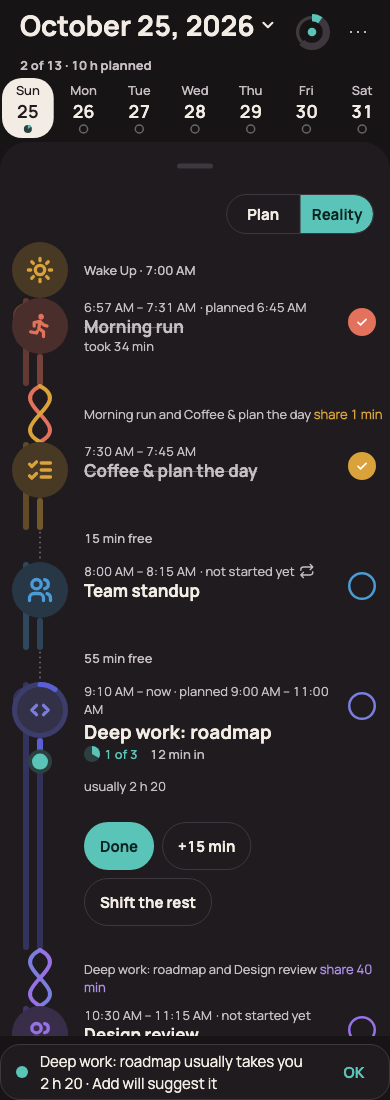 October 25, 2026
2 of 13 · 10 h planned
Sun Mon Tue Wed Thu Fri Sat
25 26 27 28 29 30 31
Plan Reality
Wake Up · 7:00 AM
6:57 AM – 7:31 AM · planned 6:45 AM
Morning run
took 34 min
Morning run and Coffee & plan the day share 1 min
7:30 AM – 7:45 AM
Coffee & plan the day
15 min free
8:00 AM – 8:15 AM · not started yet
Team standup
55 min free
9:10 AM – now · planned 9:00 AM – 11:00
AM
Deep work: roadmap
1 of 3 12 min in
usually 2 h 20
Done +15 min
Shift the rest
Deep work: roadmap and Design review share 40
min
10:30 AM – 11:15 AM · not started yet
Design review
Deep work: roadmap usually takes you
2 h 20 · Add will suggest it
OK